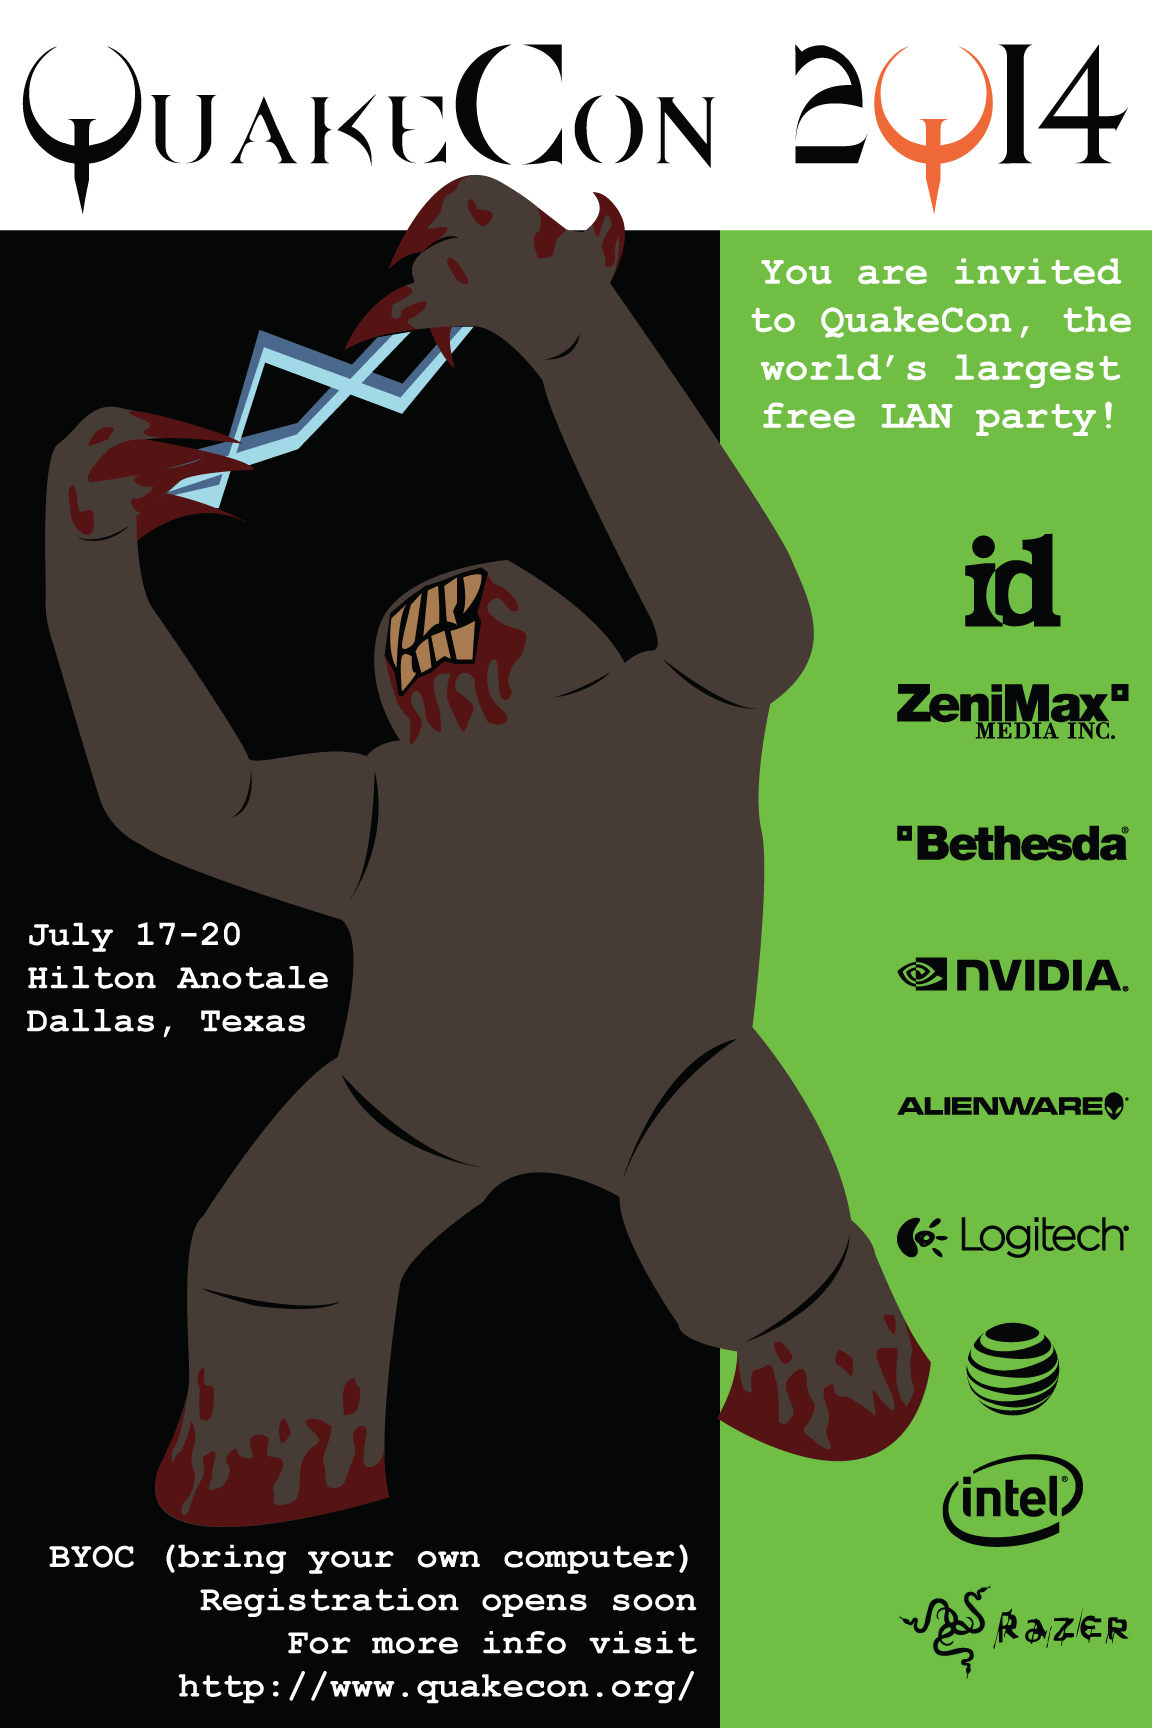 QuakeCon 2014
You are invited
to QuakeCon, the
world's largest
free LAN party!
id
ZeniMax
MEDIA INC.
Bethesda®
NVIDIA®
ALIENWARE
Logitech
intel®
RAZER
July 17-20
Hilton Anotale
Dallas, Texas
BYOC (bring your own computer)
Registration opens soon
For more info visit
http://www.quakecon.org/